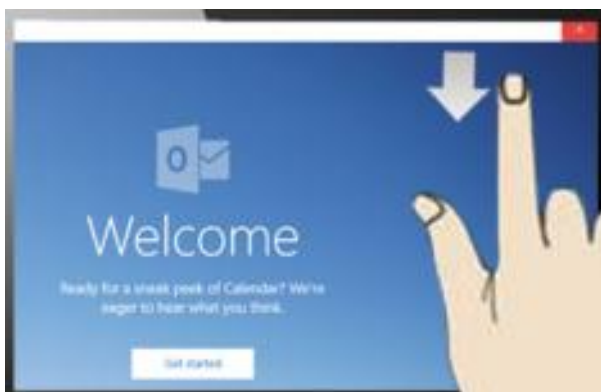 O
Welcome
Ready for a sneak peek of Calendar? We're
eager to hear what you think.
Get started